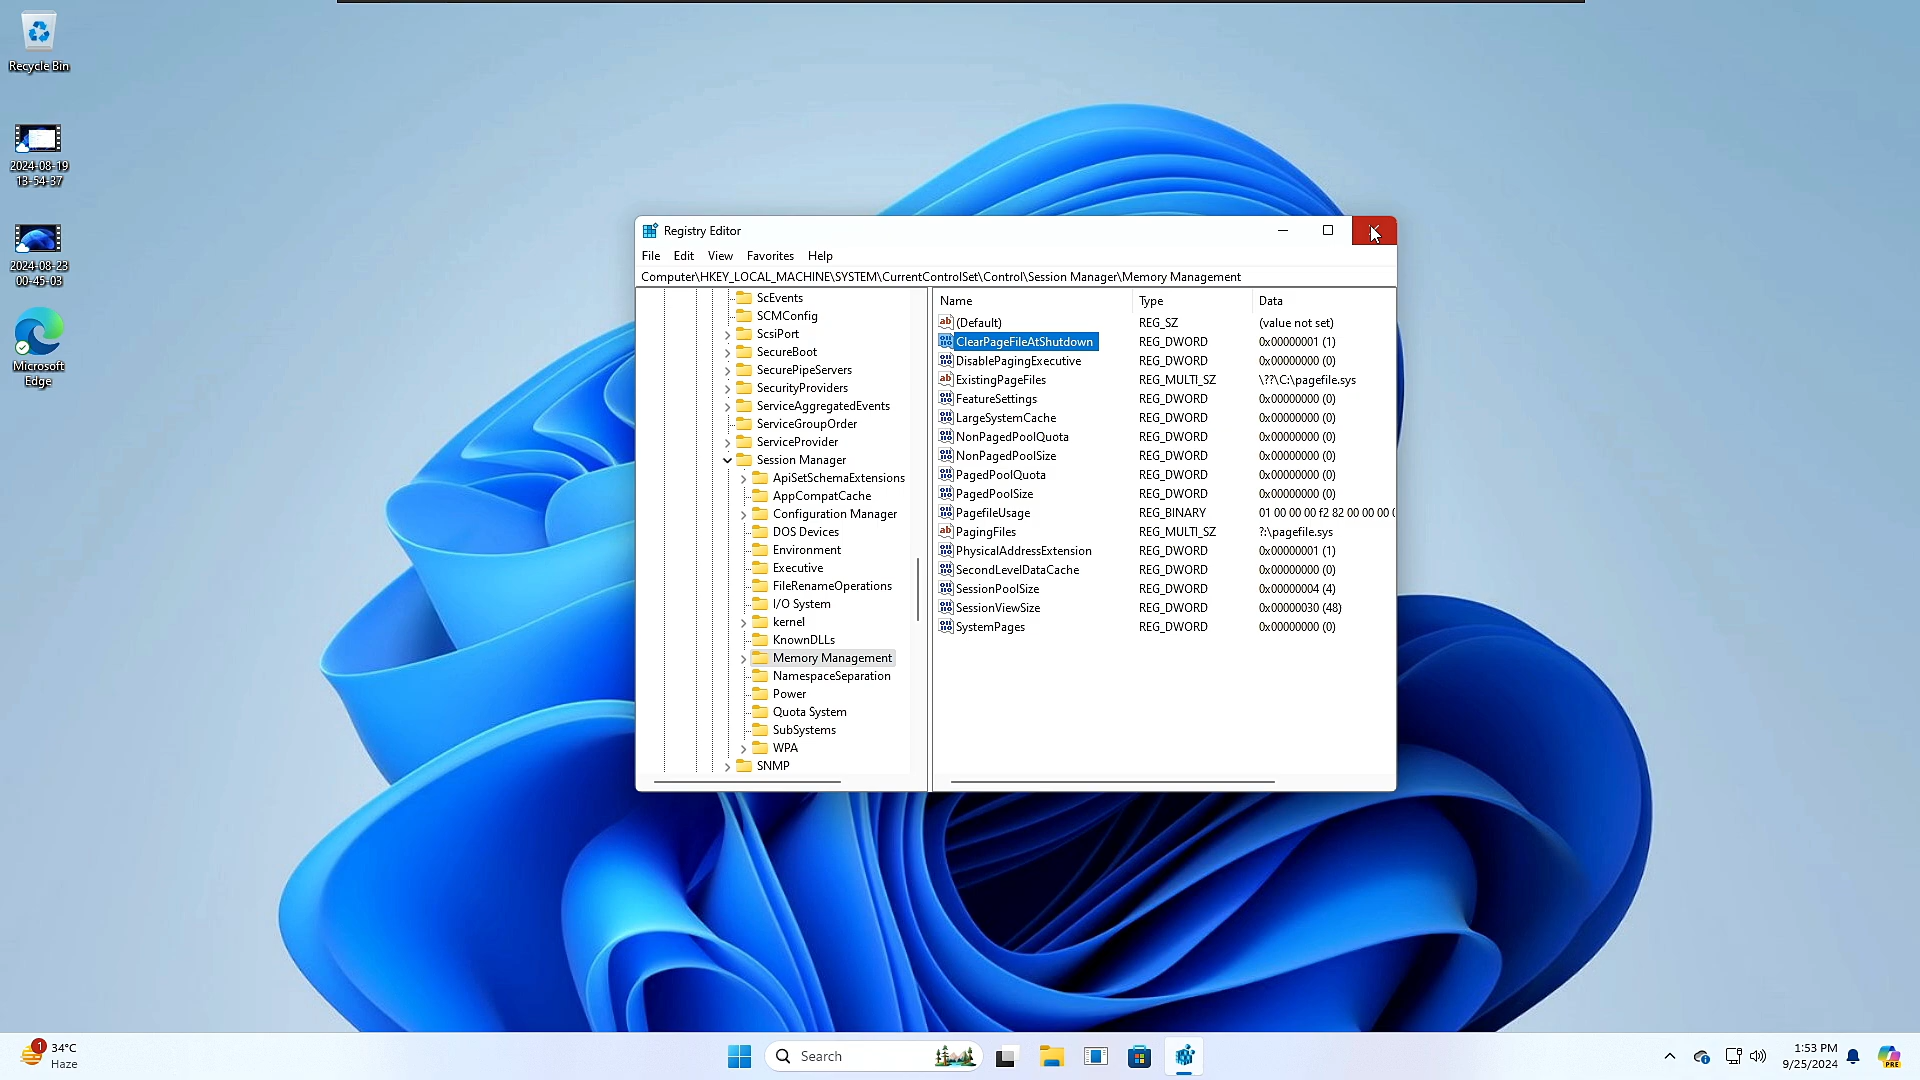 Recycle Bin
2024-08-19
13-54-37
2024-08-23
00-45-03
Microsoft
Edge
Registry Editor
File Edit View Favorites Help
Computer\HKEY_LOCAL_MACHINE\SYSTEM\CurrentControlSet\Control\Session Manager\Memory Management
ScEvents
SCMConfig
ScsiPort
SecureBoot
SecurePipeServers
SecurityProviders
ServiceAggregatedEvents
ServiceGroupOrder
ServiceProvider
Session Manager
ApiSetSchemaExtensions
AppCompatCache
Configuration Manager
DOS Devices
Environment
Executive
FileRenameOperations
I/O System
kernel
KnownDLLs
Memory Management
NamespaceSeparation
Power
Quota System
SubSystems
WPA
SNMP
Name Type Data
(Default) REG_SZ (value not set)
ClearPageFileAtShutdown REG_DWORD 0x00000001 (1)
DisablePagingExecutive REG_DWORD 0x00000000 (0)
ExistingPageFiles REG_MULTI_SZ \??\C:\pagefile.sys
FeatureSettings REG_DWORD 0x00000000 (0)
LargeSystemCache REG_DWORD 0x00000000 (0)
NonPagedPoolQuota REG_DWORD 0x00000000 (0)
NonPagedPoolSize REG_DWORD 0x00000000 (0)
PagedPoolQuota REG_DWORD 0x00000000 (0)
PagedPoolSize REG_DWORD 0x00000000 (0)
PagefileUsage REG_BINARY 01 00 00 00 f2 82 00 00 00
PagingFiles REG_MULTI_SZ ?:\pagefile.sys
PhysicalAddressExtension REG_DWORD 0x00000001 (1)
SecondLevelDataCache REG_DWORD 0x00000000 (0)
SessionPoolSize REG_DWORD 0x00000004 (4)
SessionViewSize REG_DWORD 0x00000030 (48)
SystemPages REG_DWORD 0x00000000 (0)
1
34°C
Haze
Search
1:53 PM
9/25/2024
PRE